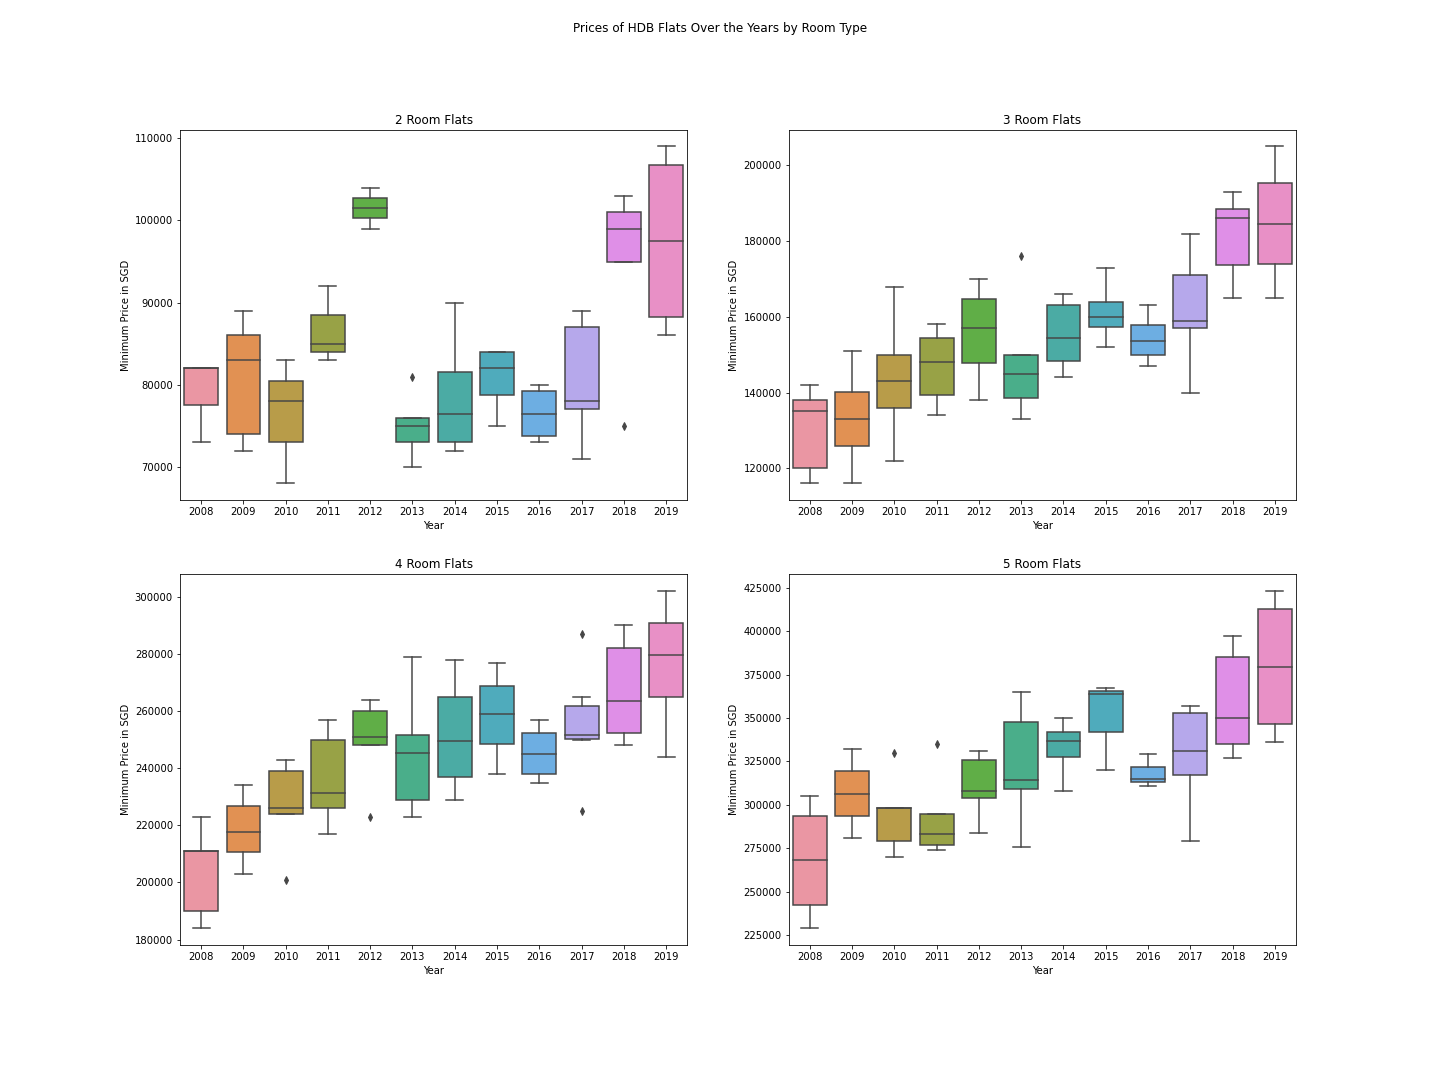 Prices of HDB Flats Over the Years by Room Type
2 Room Flats
110000
100000
90000
80000
70000
Minimum Price in SGD
2008 2009 2010 2011 2012 2013 2014 2015 2016 2017 2018 2019
Year
3 Room Flats
200000
180000
160000
140000
120000
Minimum Price in SGD
2008 2009 2010 2011 2012 2013 2014 2015 2016 2017 2018 2019
Year
4 Room Flats
300000
280000
260000
240000
220000
200000
180000
Minimum Price in SGD
2008 2009 2010 2011 2012 2013 2014 2015 2016 2017 2018 2019
Year
5 Room Flats
425000
400000
375000
350000
325000
300000
275000
250000
225000
Minimum Price in SGD
2008 2009 2010 2011 2012 2013 2014 2015 2016 2017 2018 2019
Year